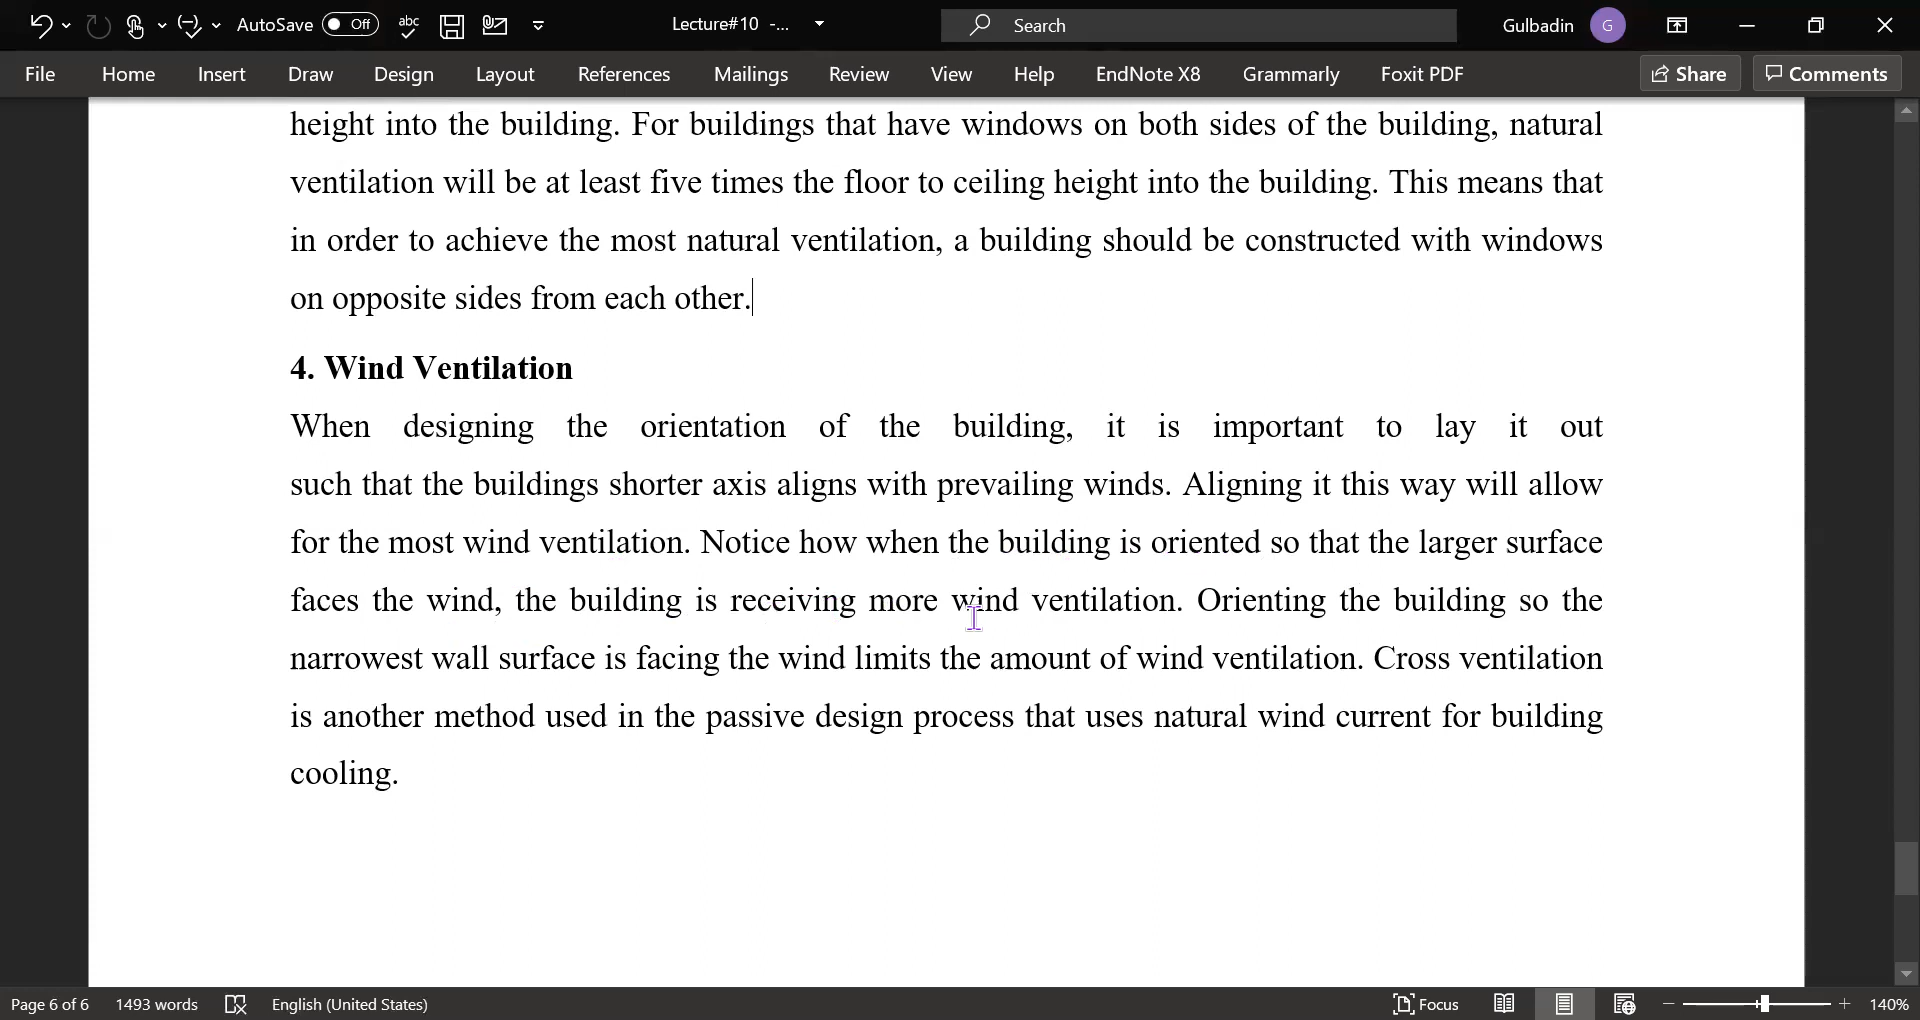 abc
AutoSave Off
Lecture#10 -...
Search
Gulbadin G
File Home Insert Draw Design Layout References Mailings Review View Help EndNote X8 Grammarly Foxit PDF Share Comments
height into the building. For buildings that have windows on both sides of the building, natural
ventilation will be at least five times the floor to ceiling height into the building. This means that
in order to achieve the most natural ventilation, a building should be constructed with windows
on opposite sides from each other.
4. Wind Ventilation
When designing the orientation of the building, it is important to lay it out
such that the buildings shorter axis aligns with prevailing winds. Aligning it this way will allow
for the most wind ventilation. Notice how when the building is oriented so that the larger surface
faces the wind, the building is receiving more wind ventilation. Orienting the building so the
narrowest wall surface is facing the wind limits the amount of wind ventilation. Cross ventilation
is another method used in the passive design process that uses natural wind current for building
cooling.
Page 6 of 6 1493 words English (United States) Focus 140%